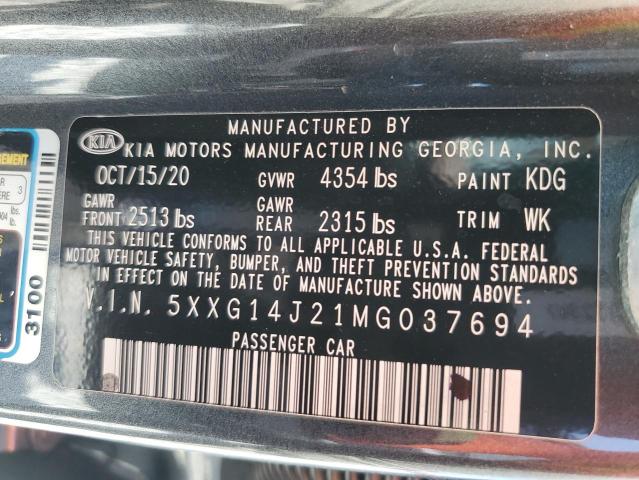 MANUFACTURED BY
KIA KIA MOTORS MANUFACTURING GEORGIA, INC.
OCT/15/20 GVWR 4354 lbs PAINT KDG
GAWR FRONT 2513 lbs GAWR REAR 2315 lbs TRIM WK
THIS VEHICLE CONFORMS TO ALL APPLICABLE U.S.A. FEDERAL
MOTOR VEHICLE SAFETY, BUMPER, AND THEFT PREVENTION STANDARDS
IN EFFECT ON THE DATE OF MANUFACTURE SHOWN ABOVE.
V.I.N. 5XXG14J21MG037694
PASSENGER CAR
3
3100